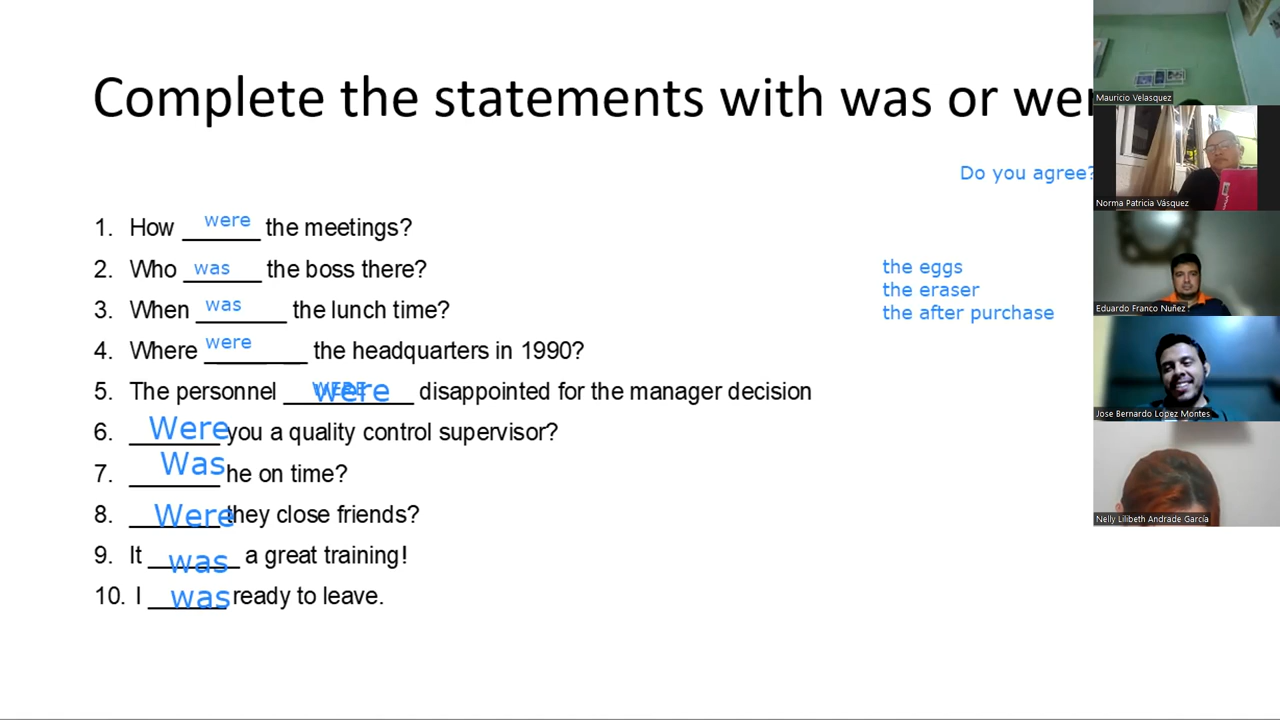 Complete the statements with was or wer
Do you agree?
1. How were the meetings?
2. Who was the boss there?
3. When was the lunch time?
4. Where were the headquarters in 1990?
5. The personnel were disappointed for the manager decision
6. Were you a quality control supervisor?
7. Was he on time?
8. Were they close friends?
9. It was a great training!
10. I was ready to leave.
the eggs
the eraser
the after purchase
Mauricio Velasquez
Norma Patricia Vásquez
Eduardo Franco Nuñez
Jose Bernardo Lopez Montes
Nelly Lilibeth Andrade García